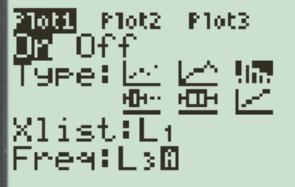 Plot1 Plot2 Plot3
On Off
Type:
Xlist:L₁
Freq:L₃